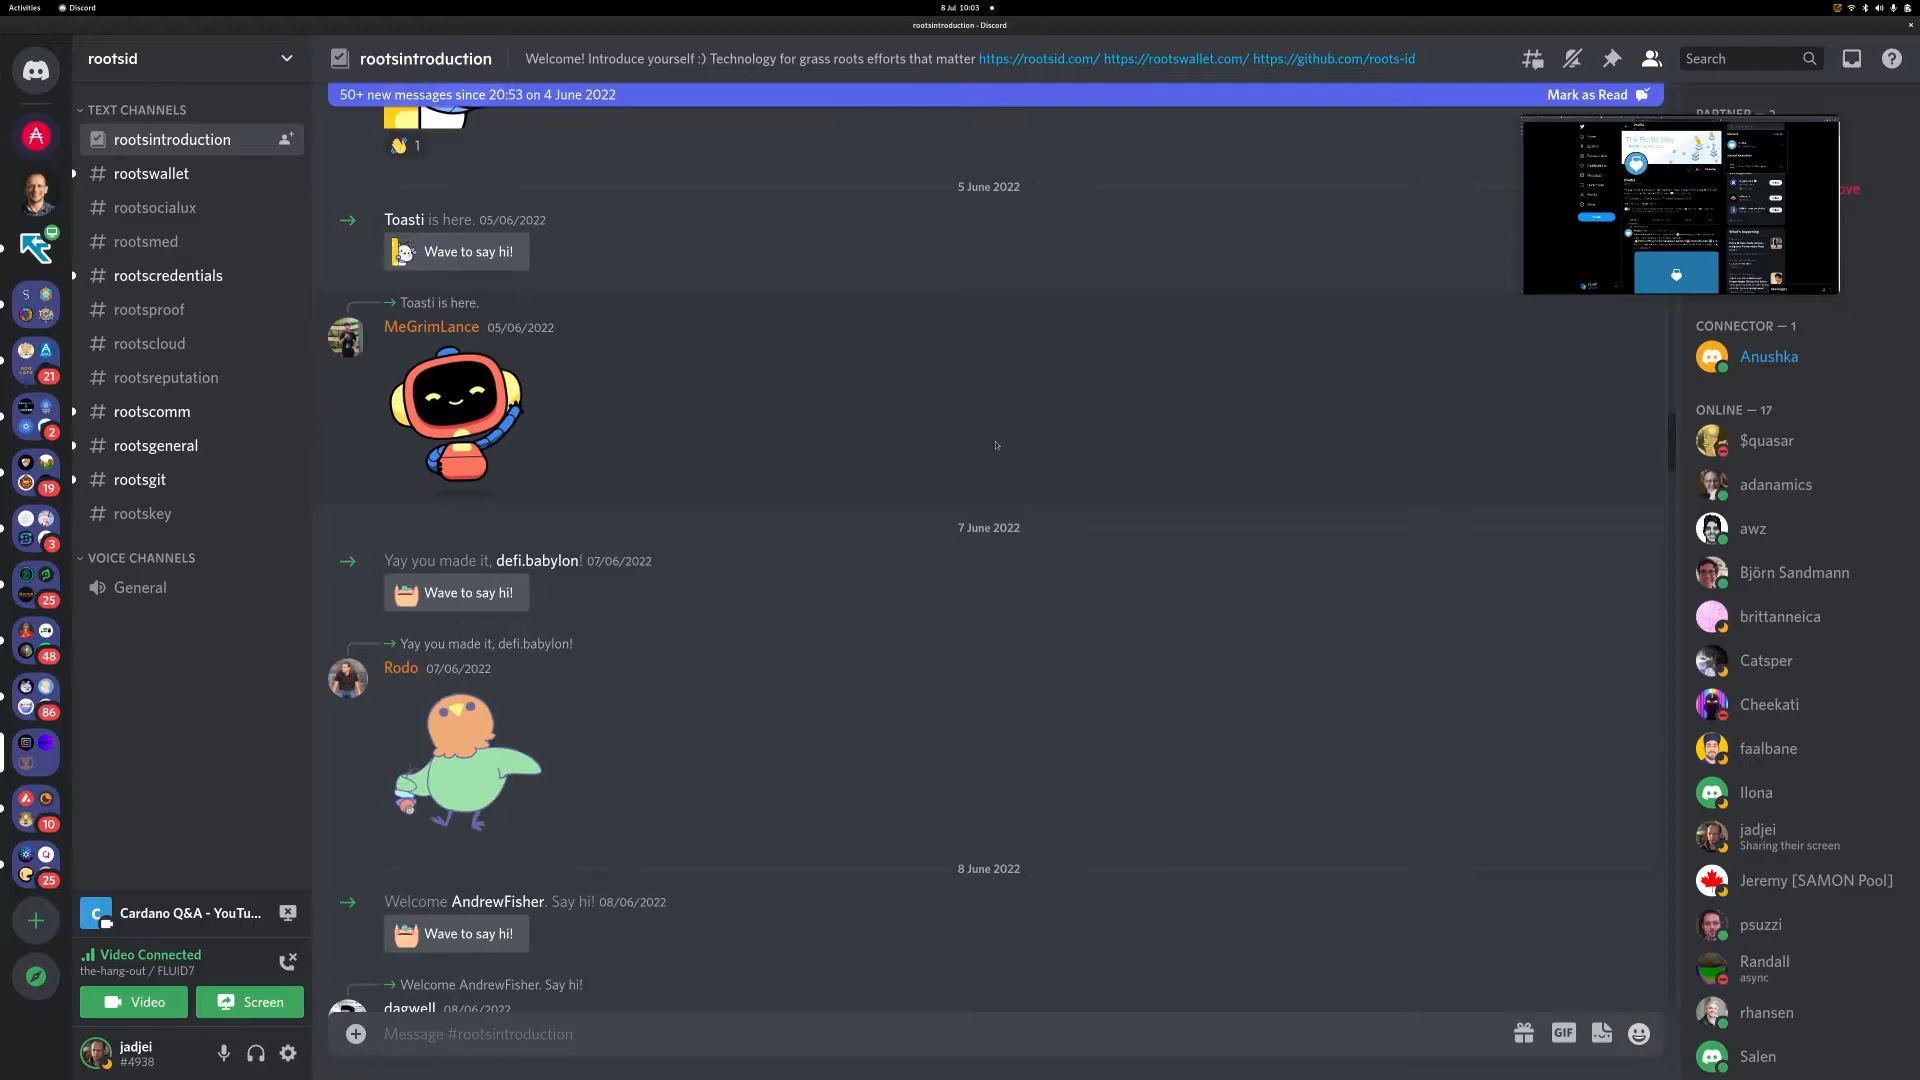 Activities
Discord
8 Jul 10:03
rootsintroduction - Discord
rootsid
rootsintroduction
Welcome! Introduce yourself :) Technology for grass roots efforts that matter https://rootsid.com/ https://rootswallet.com/ https://github.com/roots-id
Search
50+ new messages since 20:53 on 4 June 2022
Mark as Read
TEXT CHANNELS
rootsintroduction
rootswallet
rootssocialux
rootsmed
rootscredentials
rootsproof
rootscloud
rootsreputation
rootscomm
rootsgeneral
rootsgit
rootskey
VOICE CHANNELS
General
21
2
19
3
25
48
86
10
25
Cardano Q&A - YouTu...
Video Connected
the-hang-out / FLUID7
Video
Screen
jadjei
#4938
1
5 June 2022
Toasti is here. 05/06/2022
Wave to say hi!
Toasti is here.
MeGrimLance 05/06/2022
7 June 2022
Yay you made it, defi.babylon! 07/06/2022
Wave to say hi!
Yay you made it, defi.babylon!
Rodo 07/06/2022
8 June 2022
Welcome AndrewFisher. Say hi! 08/06/2022
Wave to say hi!
Welcome AndrewFisher. Say hi!
dagwell 08/06/2022
Message #rootsintroduction
GIF
PARTNER — 2
CONNECTOR — 1
Anushka
ONLINE — 17
$quasar
adanamics
awz
Björn Sandmann
brittanneica
Catsper
Cheekati
faalbane
Ilona
jadjei
Sharing their screen
Jeremy [SAMON Pool]
psuzzi
Randall
async
rhansen
Salen